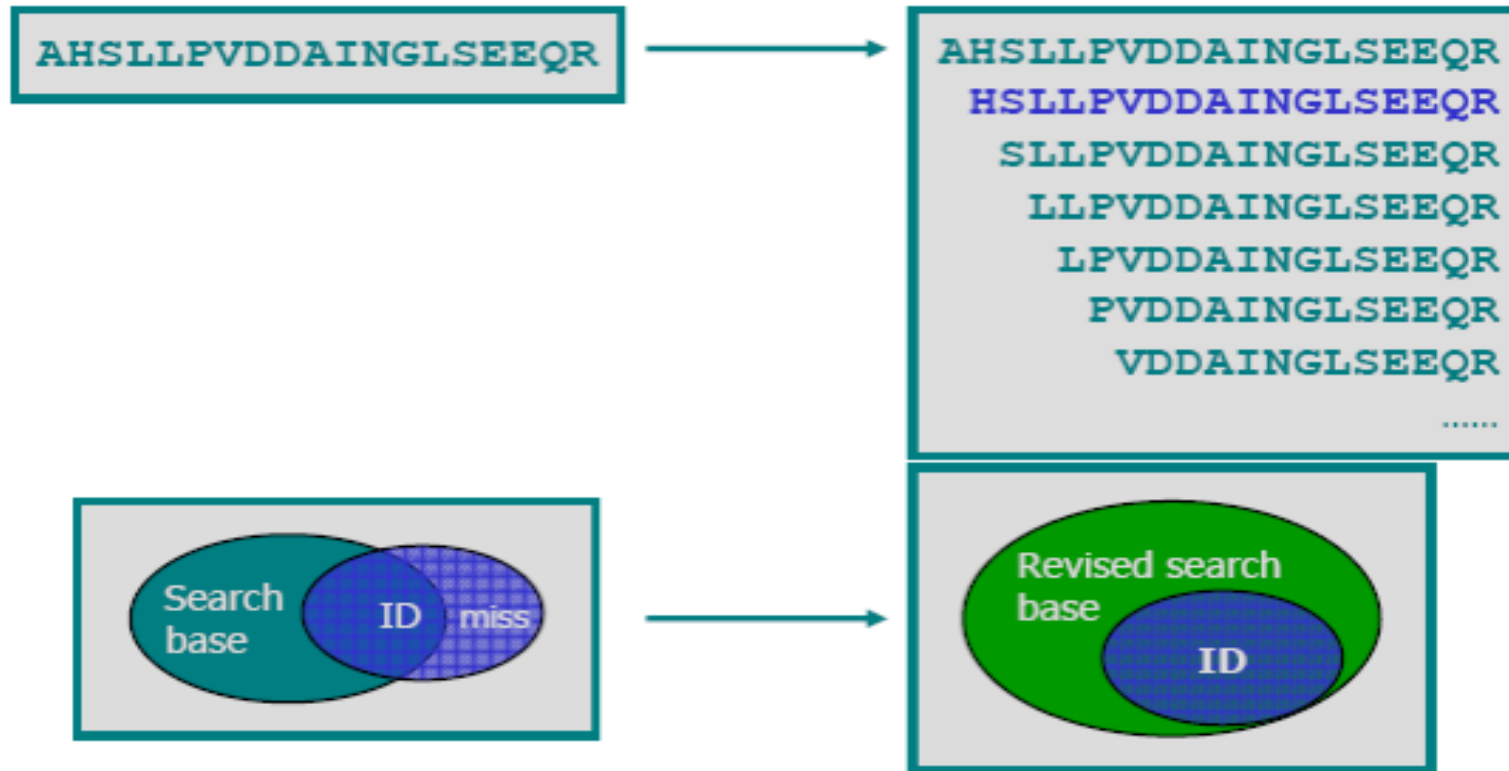 AHSLLPVDDAINGLSEEQR
AHSLLPVDDAINGLSEEQR
HSLLPVDDAINGLSEEQR
SLLPVDDAINGLSEEQR
LLPVDDAINGLSEEQR
LPVDDAINGLSEEQR
PVDDAINGLSEEQR
VDDAINGLSEEQR
......
Search
base
ID
miss
Revised search
base
ID